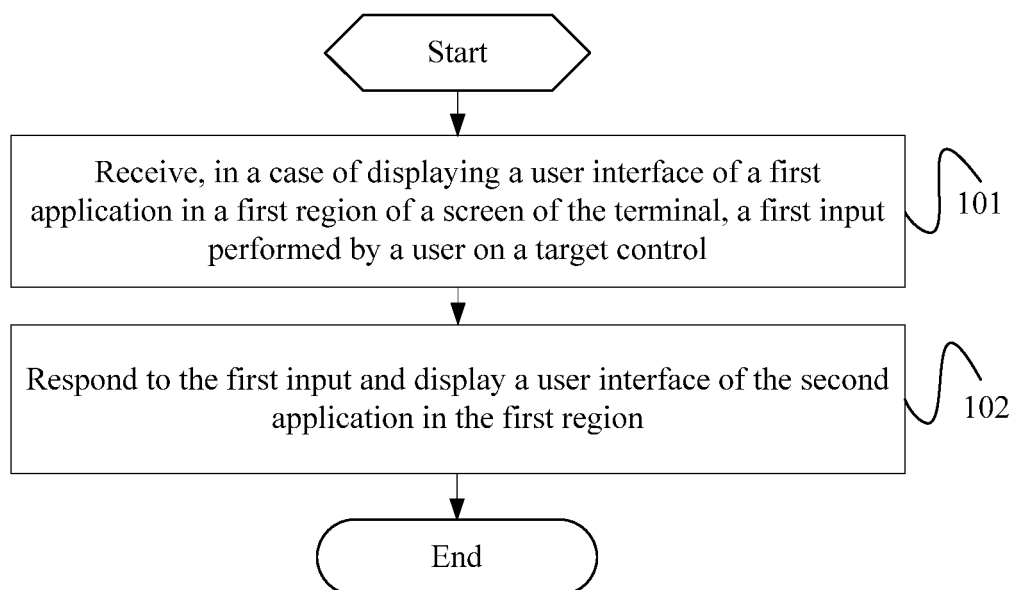 Start
Receive, in a case of displaying a user interface of a first
application in a first region of a screen of the terminal, a first input
performed by a user on a target control
101
Respond to the first input and display a user interface of the second
application in the first region
102
End